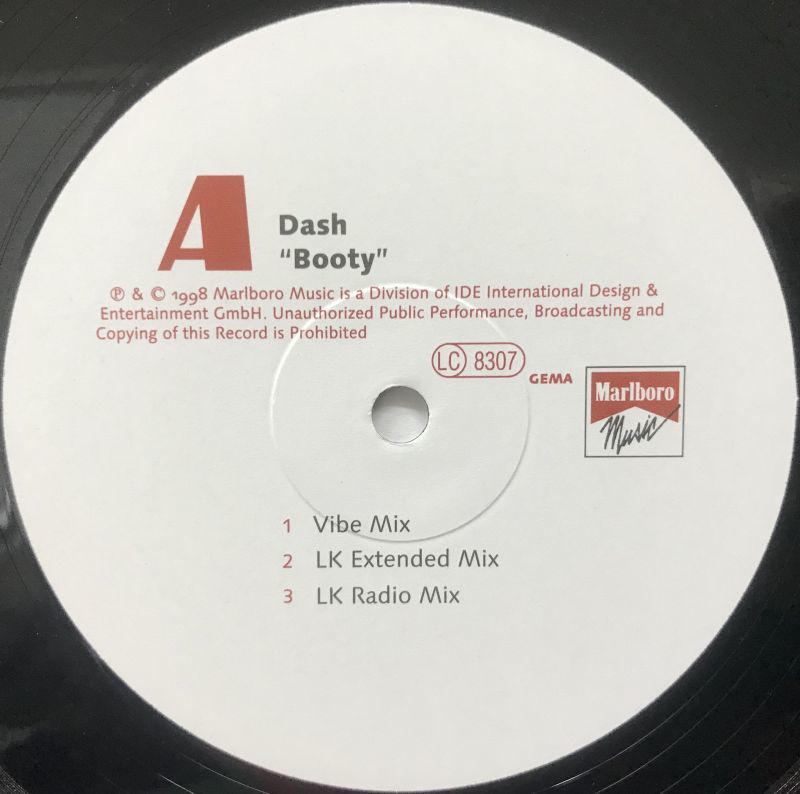 A
Dash
"Booty"
℗ & © 1998 Marlboro Music is a Division of IDE International Design &
Entertainment GmbH. Unauthorized Public Performance, Broadcasting and
Copying of this Record is Prohibited
LC 8307
GEMA
Marlboro
Music
1 Vibe Mix
2 LK Extended Mix
3 LK Radio Mix